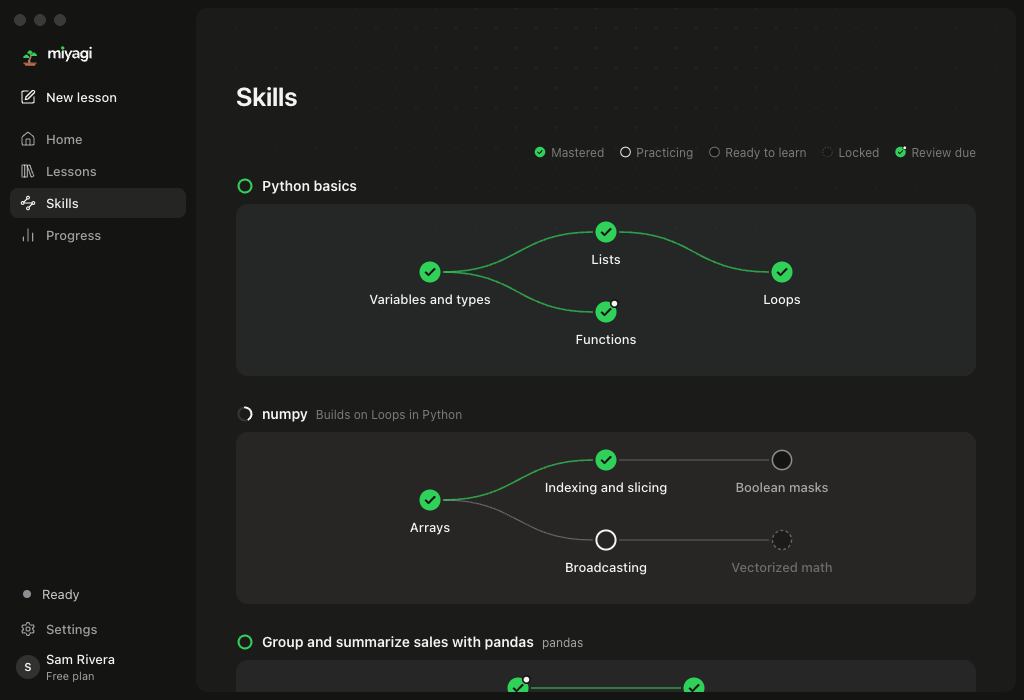 miyagi
New lesson
Home
Lessons
Skills
Progress
Ready
Settings
S
Sam Rivera
Free plan
Skills
Mastered Practicing Ready to learn Locked Review due
Python basics
Lists
Variables and types
Loops
Functions
numpy Builds on Loops in Python
Indexing and slicing
Boolean masks
Arrays
Broadcasting
Vectorized math
Group and summarize sales with pandas pandas